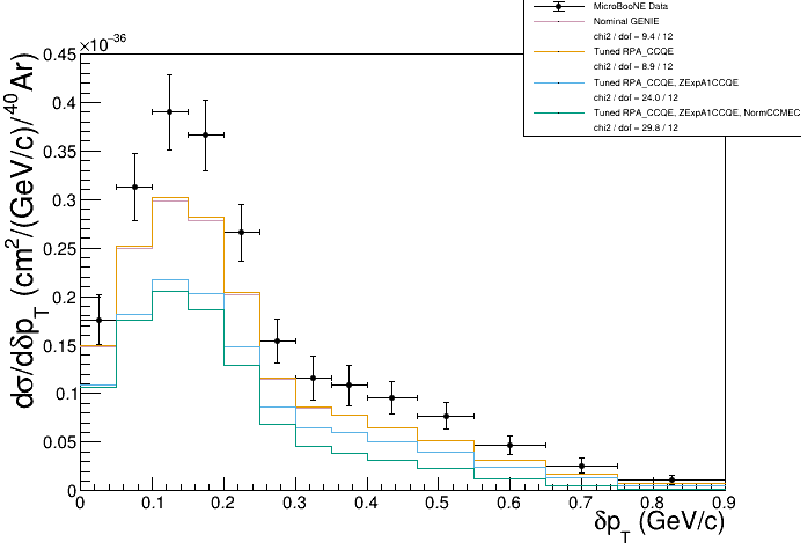 MicroBooNE Data
Nominal GENIE
chi2 / dof = 9.4 / 12
Tuned RPA_CCQE
chi2 / dof = 8.9 / 12
Tuned RPA_CCQE, ZExpA1CCQE
chi2 / dof = 24.0 / 12
Tuned RPA_CCQE, ZExpA1CCQE, NormCCMEC
chi2 / dof = 29.8 / 12
×10⁻³⁶
0.45
0.4
0.35
0.3
0.25
0.2
0.15
0.1
0.05
0
dσ/dδp_T (cm²/(GeV/c)/⁴⁰Ar)
0 0.1 0.2 0.3 0.4 0.5 0.6 0.7 0.8 0.9
δp_T (GeV/c)